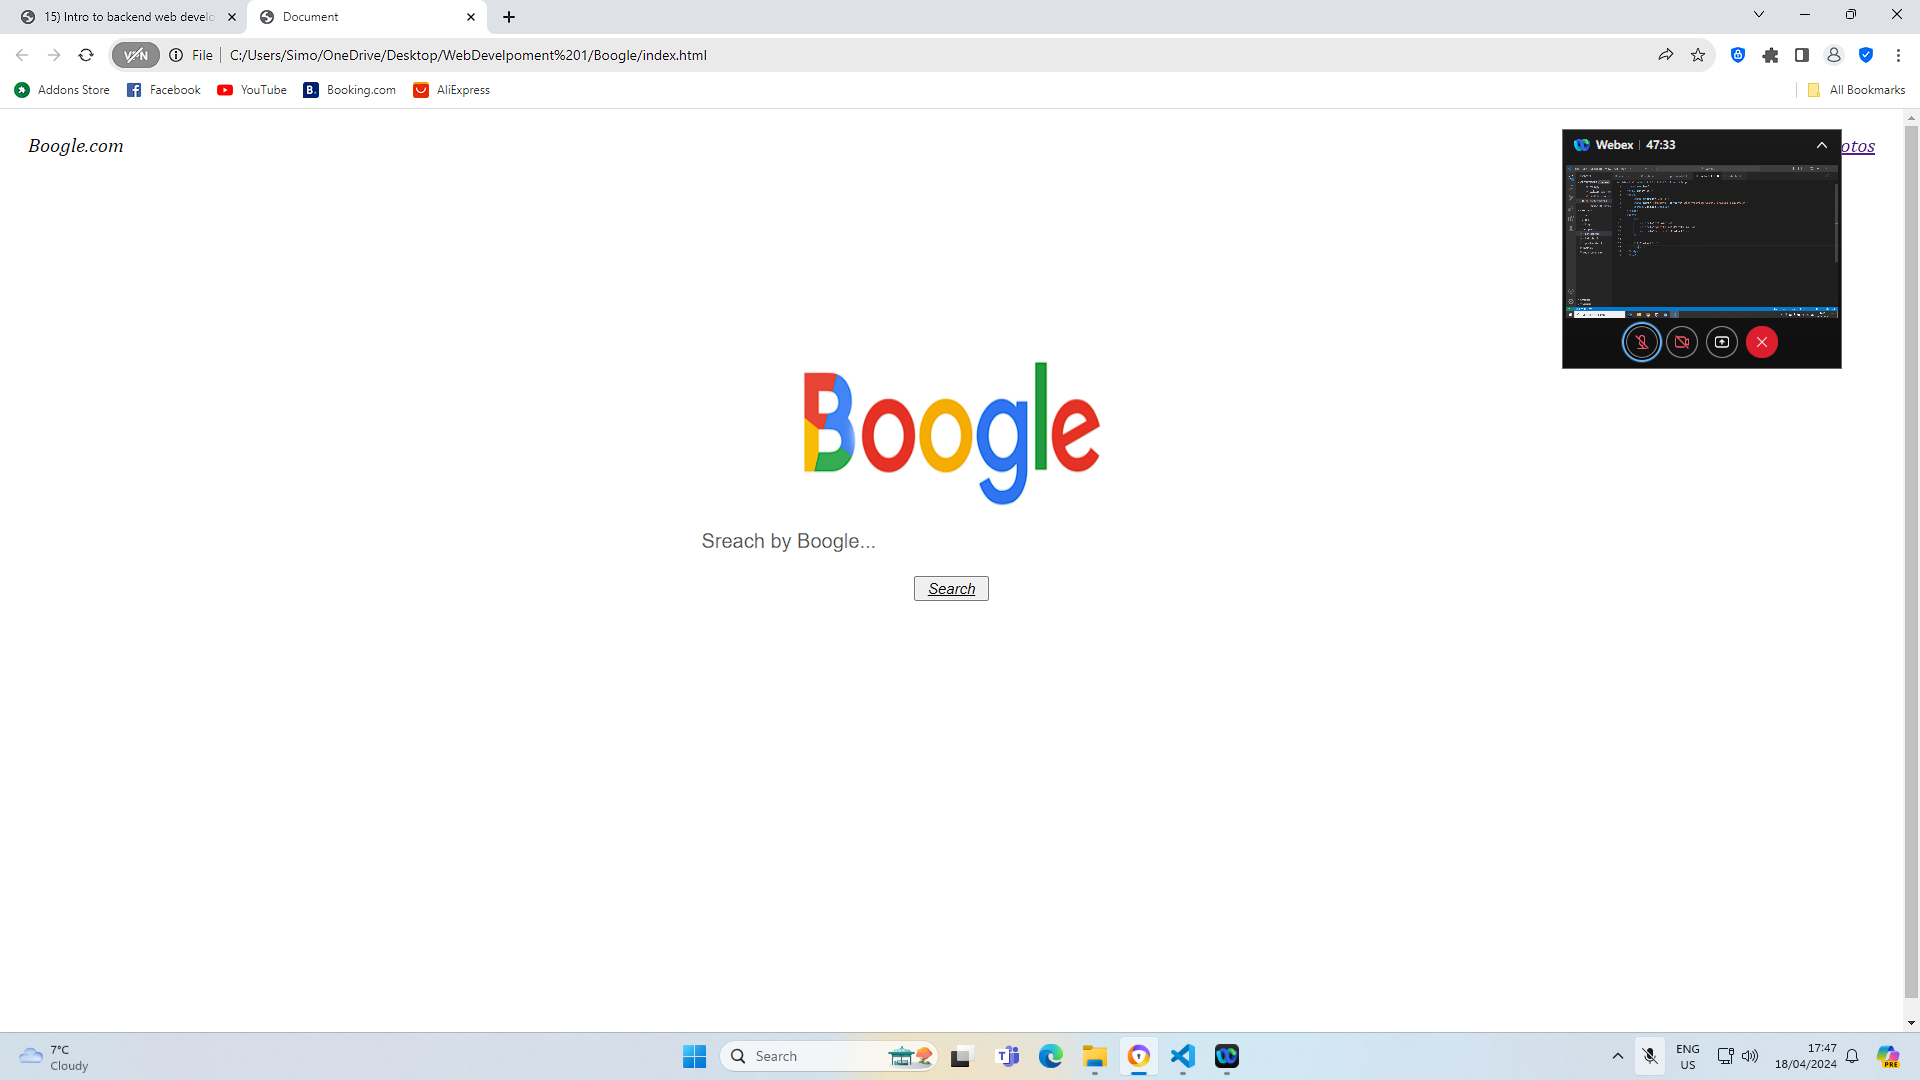 15) Intro to backend web develo
Document
VPN
File
C:/Users/Simo/OneDrive/Desktop/WebDevelpoment%201/Boogle/index.html
Addons Store
Facebook
YouTube
B.
Booking.com
AliExpress
All Bookmarks
Boogle.com
Webex
47:33
otos
Boogle
Sreach by Boogle...
Search
7°C
Cloudy
Search
ENG
US
17:47
18/04/2024
PRE